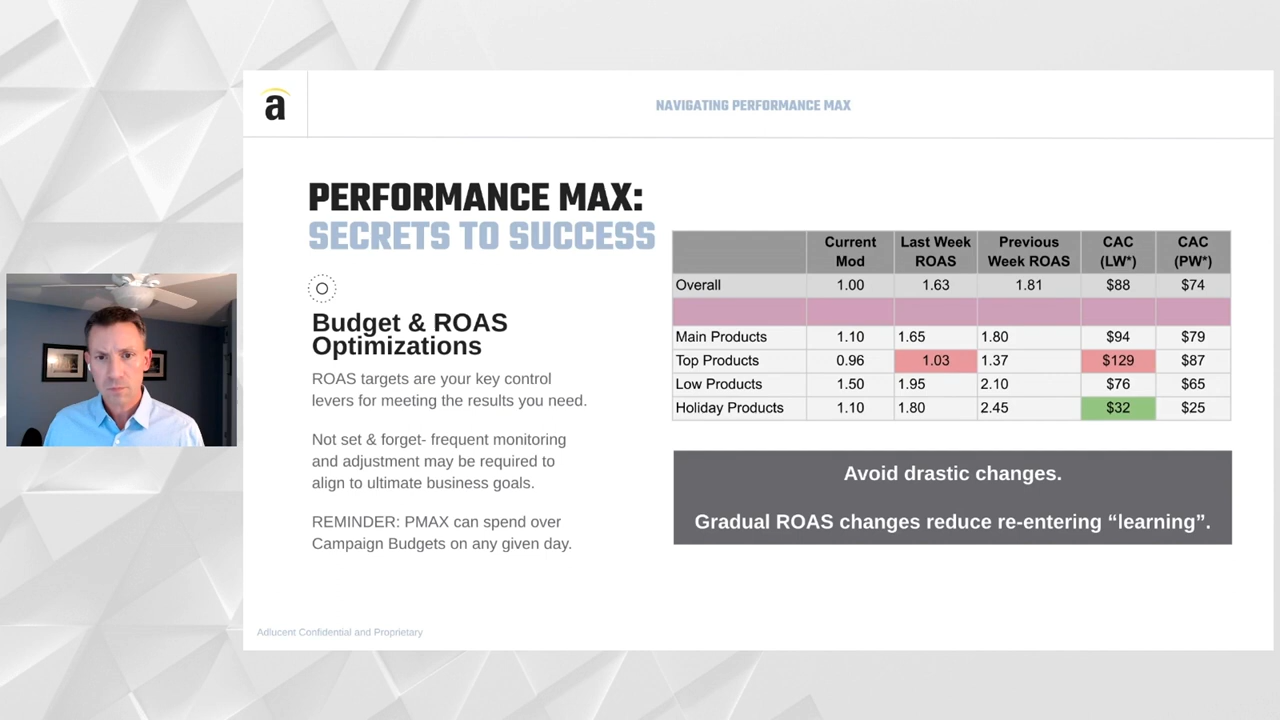 a
NAVIGATING PERFORMANCE MAX
PERFORMANCE MAX:
SECRETS TO SUCCESS
Budget & ROAS
Optimizations
ROAS targets are your key control
levers for meeting the results you need.
Not set & forget- frequent monitoring
and adjustment may be required to
align to ultimate business goals.
REMINDER: PMAX can spend over
Campaign Budgets on any given day.
Current Mod Last Week ROAS Previous Week ROAS CAC (LW*) CAC (PW*)
Overall 1.00 1.63 1.81 $88 $74
Main Products 1.10 1.65 1.80 $94 $79
Top Products 0.96 1.03 1.37 $129 $87
Low Products 1.50 1.95 2.10 $76 $65
Holiday Products 1.10 1.80 2.45 $32 $25
Avoid drastic changes.
Gradual ROAS changes reduce re-entering “learning”.
Adlucent Confidential and Proprietary